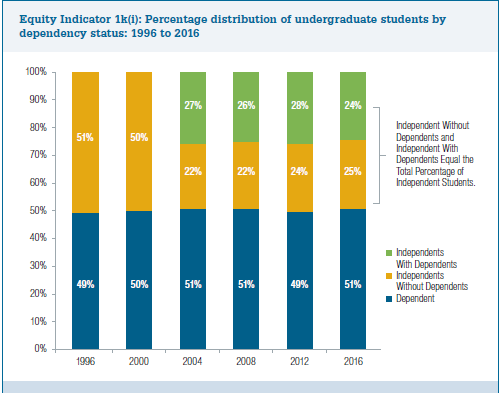 Equity Indicator 1k(i): Percentage distribution of undergraduate students by
dependency status: 1996 to 2016
100%
90%
80%
70%
60%
50%
40%
30%
20%
10%
0%
51%
50%
27%
26%
28%
24%
22%
22%
24%
25%
49%
50%
51%
51%
49%
51%
1996
2000
2004
2008
2012
2016
Independent Without
Dependents and
Independent With
Dependents Equal the
Total Percentage of
Independent Students.
Independents
With Dependents
Independents
Without Dependents
Dependent